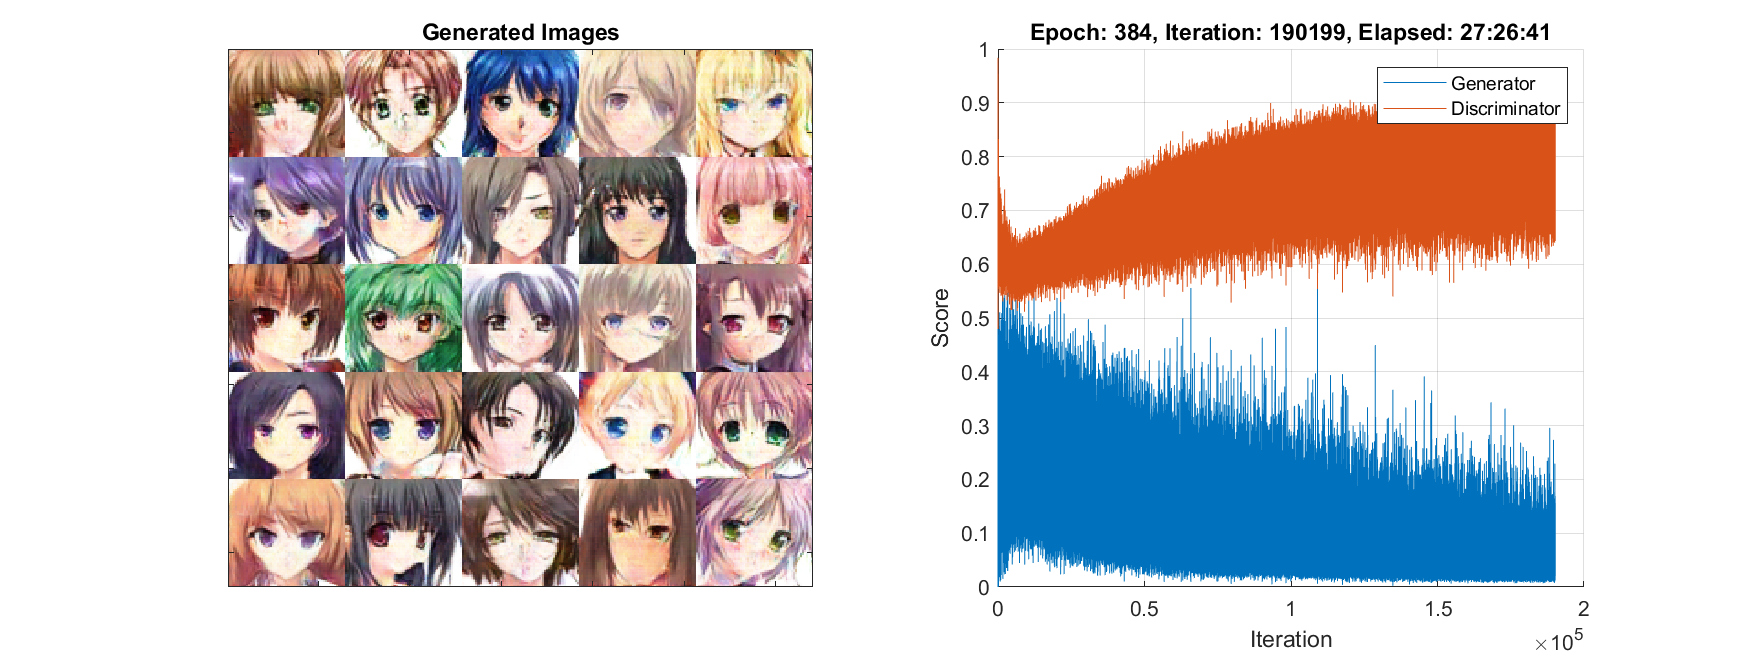 Generated Images
Epoch: 384, Iteration: 190199, Elapsed: 27:26:41
Generator
Discriminator
Score
1
0.9
0.8
0.7
0.6
0.5
0.4
0.3
0.2
0.1
0
0 0.5 1 1.5 2
Iteration
×10^5